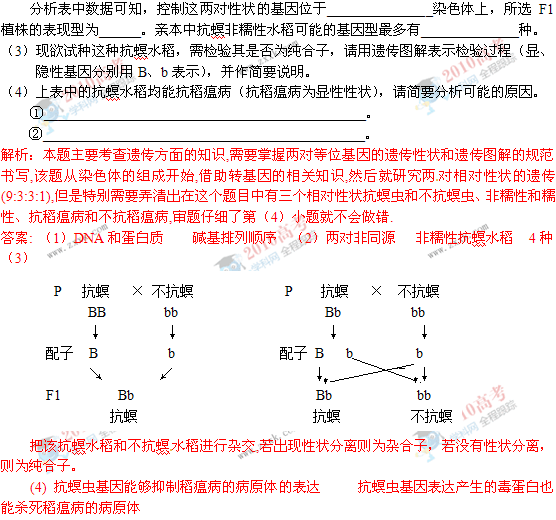 分析表中数据可知，控制这两对性状的基因位于________________染色体上，所选 F1
植株的表现型为______。亲本中抗螟非糯性水稻可能的基因型最多有______________种。
（3）现欲试种这种抗螟水稻，需检验其是否为纯合子，请用遗传图解表示检验过程（显、
隐性基因分别用 B、b 表示），并作简要说明。
（4）上表中的抗螟水稻均能抗稻瘟病（抗稻瘟病为显性性状），请简要分析可能的原因。
①________________________________________________。
②________________________________________________。
解析：本题主要考查遗传方面的知识,需要掌握两对等位基因的遗传性状和遗传图解的规范
书写,该题从染色体的组成开始,借助转基因的相关知识,然后就研究两.对相对性状的遗传
(9:3:3:1),但是特别需要弄清出在这个题目中有三个相对性状抗螟虫和不抗螟虫、非糯性和糯
性、抗稻瘟病和不抗稻瘟病,审题仔细了第（4）小题就不会做错.
答案: （1）DNA 和蛋白质 碱基排列顺序 （2）两对非同源 非糯性抗螟水稻 4 种
（3）
P 抗螟 × 不抗螟 P 抗螟 × 不抗螟
BB bb Bb bb
配子 B b 配子 B b b
F1 Bb Bb bb
抗螟 抗螟 不抗螟
把该抗螟水稻和不抗螟水稻进行杂交,若出现性状分离则为杂合子，若没有性状分离，
则为纯合子。
(4) 抗螟虫基因能够抑制稻瘟病的病原体的表达 抗螟虫基因表达产生的毒蛋白也
能杀死稻瘟病的病原体